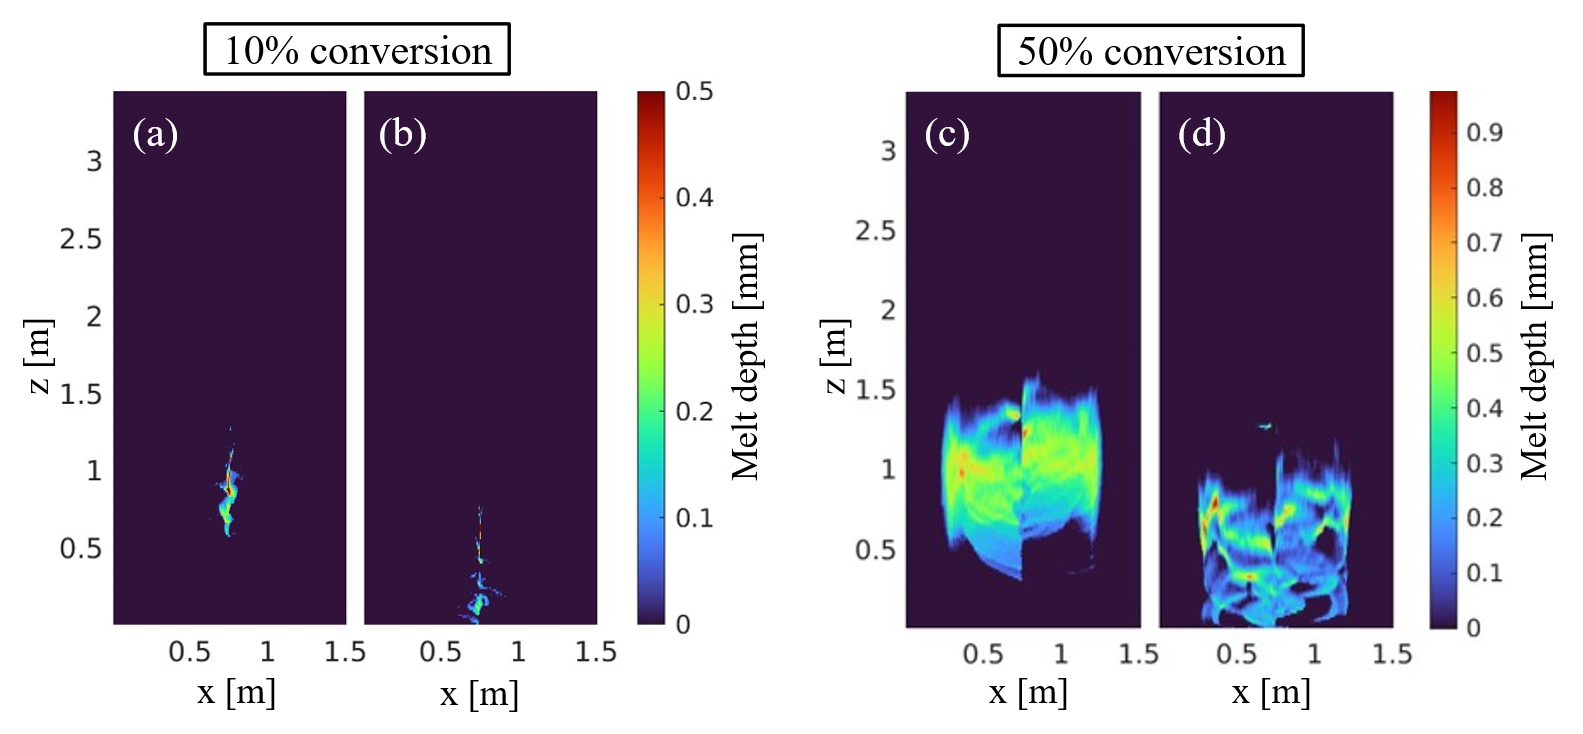 10% conversion
50% conversion
(a)
(b)
(c)
(d)
z [m]
3
2.5
2
1.5
1
0.5
0.5 1 1.5
x [m]
0.5 1 1.5
x [m]
0.5
0.4
0.3
0.2
0.1
0
Melt depth [mm]
z [m]
3
2.5
2
1.5
1
0.5
0.5 1 1.5
x [m]
0.5 1 1.5
x [m]
0.9
0.8
0.7
0.6
0.5
0.4
0.3
0.2
0.1
0
Melt depth [mm]